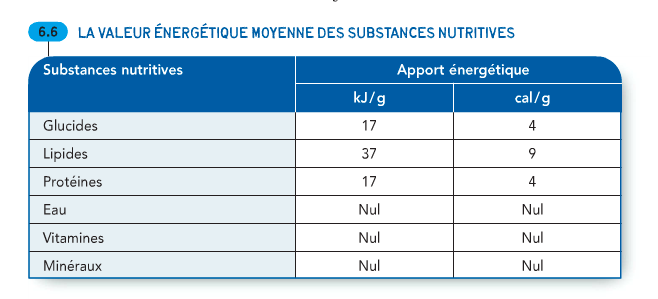 6.6 LA VALEUR ÉNERGÉTIQUE MOYENNE DES SUBSTANCES NUTRITIVES
Substances nutritives Apport énergétique
kJ/g cal/g
Glucides 17 4
Lipides 37 9
Protéines 17 4
Eau Nul Nul
Vitamines Nul Nul
Minéraux Nul Nul